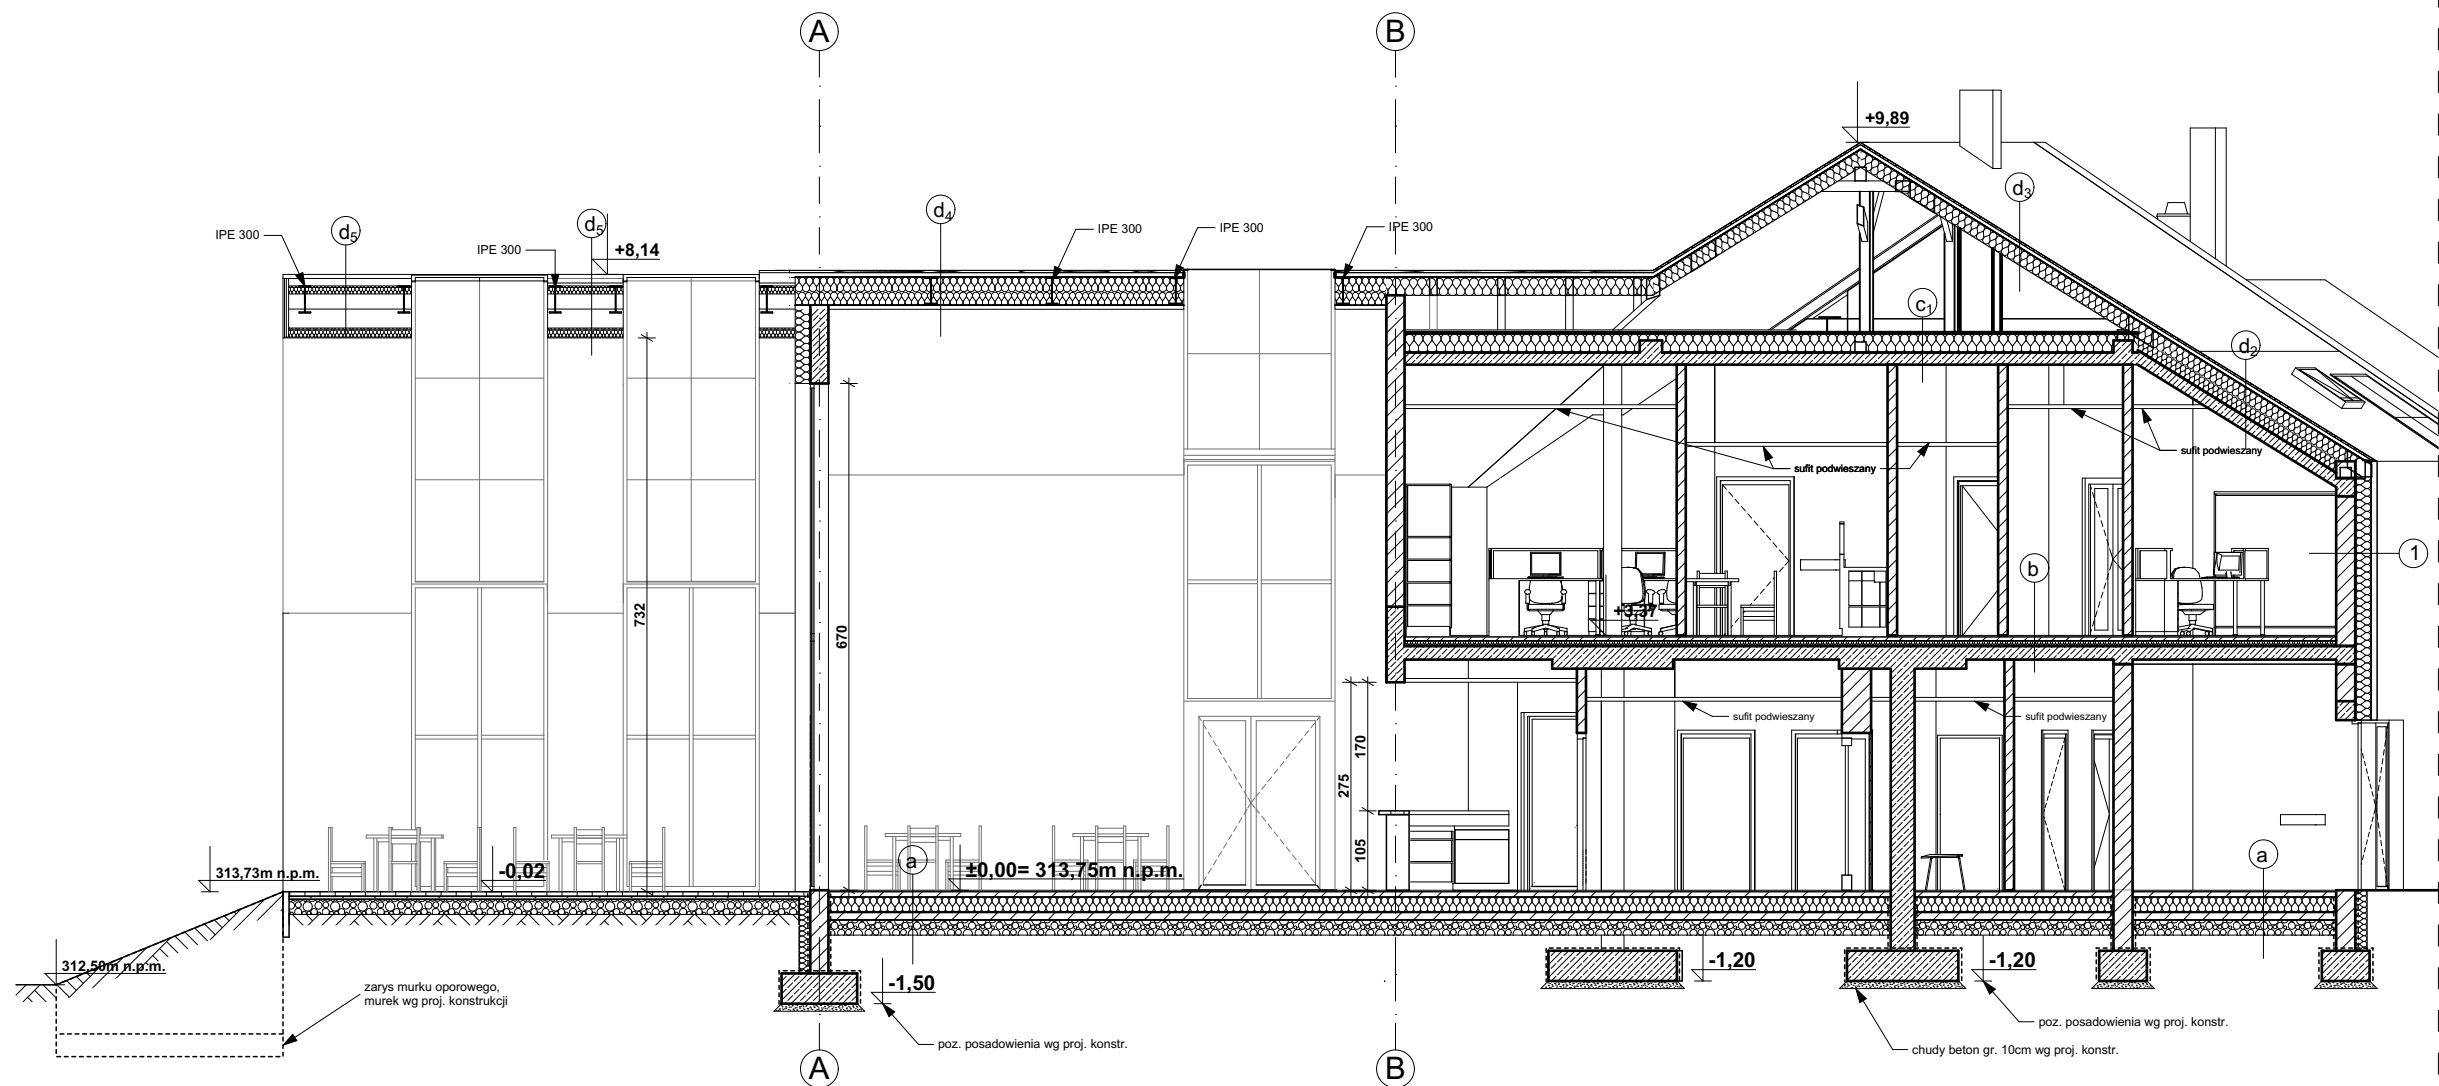 A
B
+9,89
d3
d4
d5
d5
IPE 300
IPE 300
+8,14
IPE 300
IPE 300
IPE 300
c1
d2
sufit podwieszany
sufit podwieszany
1
b
732
670
+3,37
sufit podwieszany
sufit podwieszany
170
275
105
a
a
313,73m n.p.m.
-0,02
±0,00= 313,75m n.p.m.
312,50m n.p.m.
-1,50
-1,20
-1,20
zarys murku oporowego,
murek wg proj. konstrukcji
poz. posadowienia wg proj. konstr.
poz. posadowienia wg proj. konstr.
chudy beton gr. 10cm wg proj. konstr.
A
B